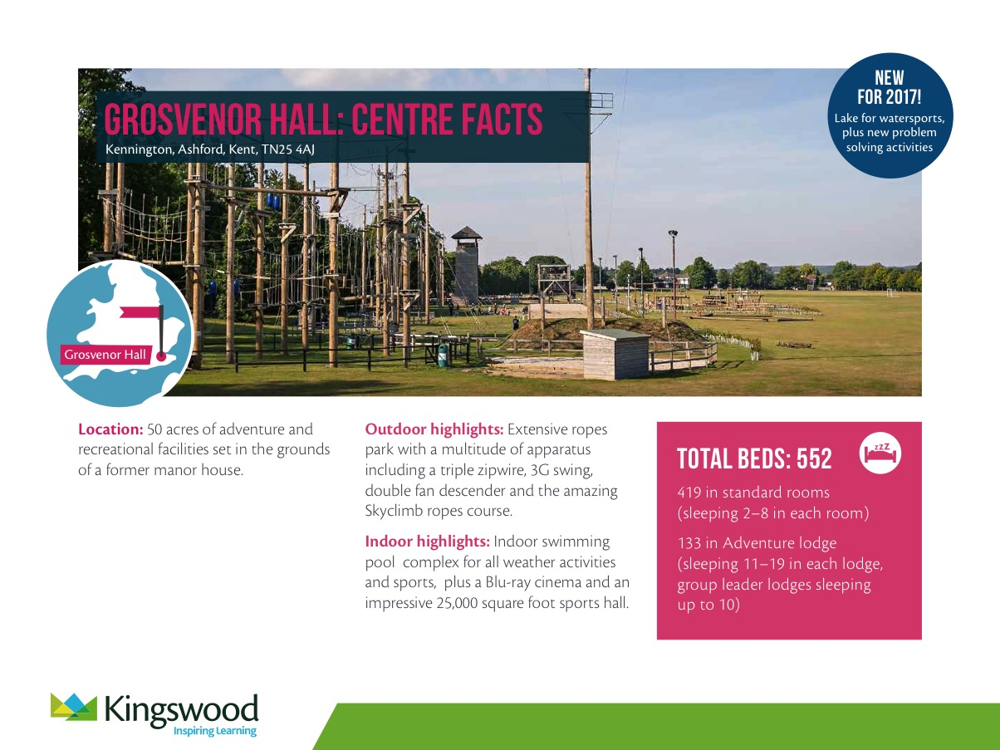 NEW
FOR 2017!
Lake for watersports,
plus new problem
solving activities
GROSVENOR HALL: CENTRE FACTS
Kennington, Ashford, Kent, TN25 4AJ
Grosvenor Hall
Location: 50 acres of adventure and
recreational facilities set in the grounds
of a former manor house.
Outdoor highlights: Extensive ropes
park with a multitude of apparatus
including a triple zipwire, 3G swing,
double fan descender and the amazing
Skyclimb ropes course.
Indoor highlights: Indoor swimming
pool  complex for all weather activities
and sports,  plus a Blu-ray cinema and an
impressive 25,000 square foot sports hall.
TOTAL BEDS: 552
zzZ
419 in standard rooms
(sleeping 2–8 in each room)
133 in Adventure lodge
(sleeping 11–19 in each lodge,
group leader lodges sleeping
up to 10)
Kingswood
Inspiring Learning